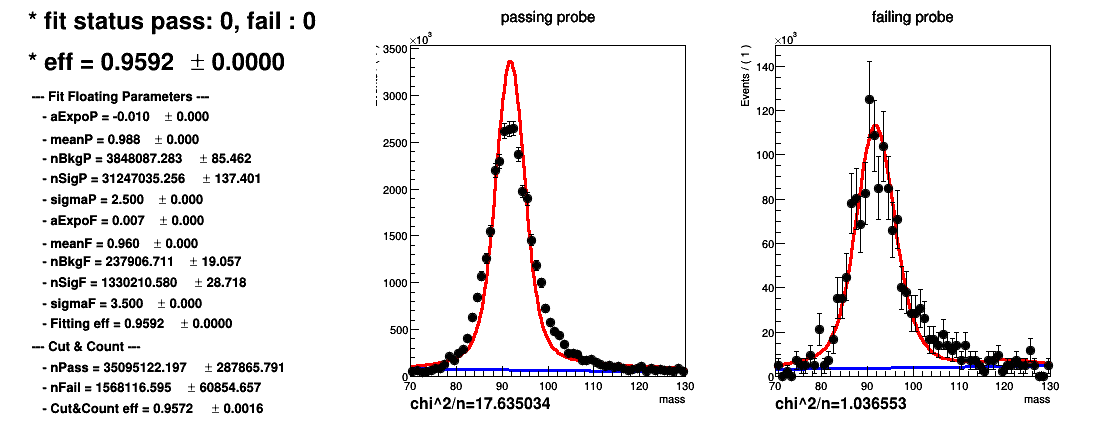 * fit status pass: 0, fail : 0
* eff = 0.9592 ± 0.0000
--- Fit Floating Parameters ---
- aExpoP = -0.010 ± 0.000
- meanP = 0.988 ± 0.000
- nBkgP = 3848087.283 ± 85.462
- nSigP = 31247035.256 ± 137.401
- sigmaP = 2.500 ± 0.000
- aExpoF = 0.007 ± 0.000
- meanF = 0.960 ± 0.000
- nBkgF = 237906.711 ± 19.057
- nSigF = 1330210.580 ± 28.718
- sigmaF = 3.500 ± 0.000
- Fitting eff = 0.9592 ± 0.0000
--- Cut & Count ---
- nPass = 35095122.197 ± 287865.791
- nFail = 1568116.595 ± 60854.657
- Cut&Count eff = 0.9572 ± 0.0016
passing probe
×10³
3500
3000
2500
2000
1500
1000
500
0
70 80 90 100 110 120 130
mass
chi^2/n=17.635034
failing probe
×10³
Events / ( 1 )
140
120
100
80
60
40
20
0
70 80 90 100 110 120 130
mass
chi^2/n=1.036553